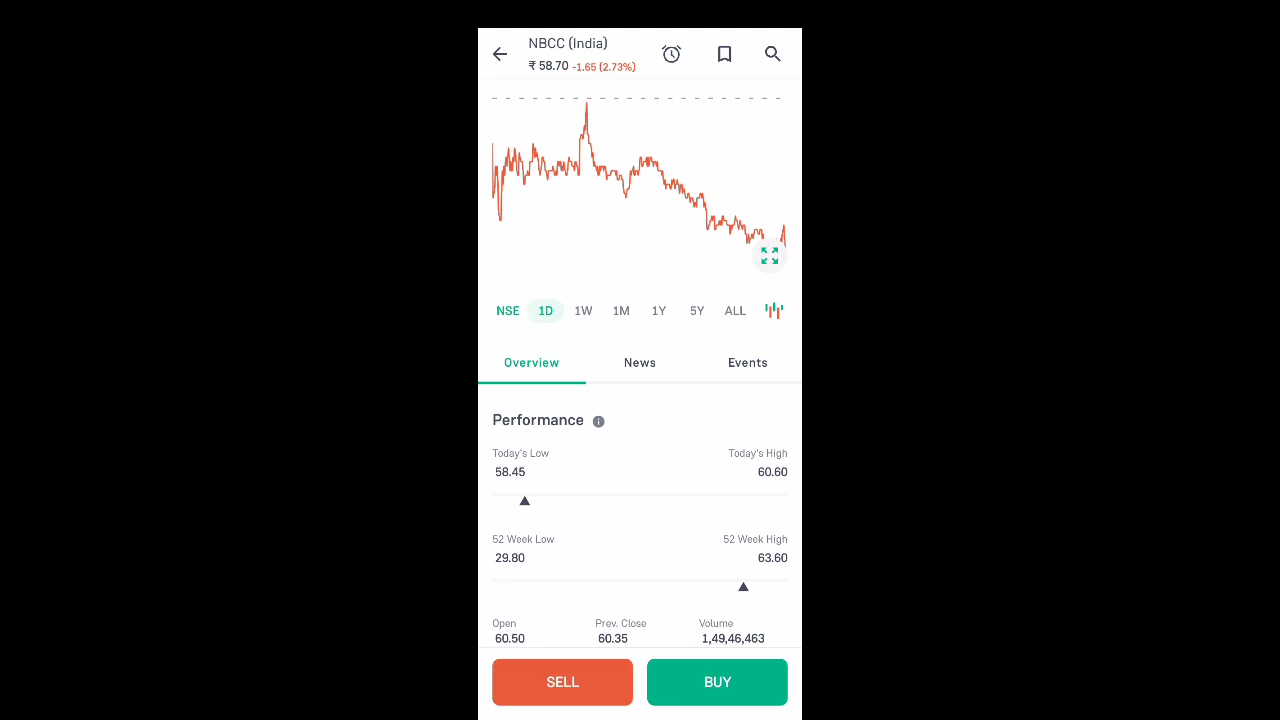 NBCC (India)
₹ 58.70 -1.65 (2.73%)
NSE 1D 1W 1M 1Y 5Y ALL
Overview News Events
Performance
Today's Low Today's High
58.45 60.60
52 Week Low 52 Week High
29.80 63.60
Open Prev. Close Volume
60.50 60.35 1,49,46,463
SELL BUY